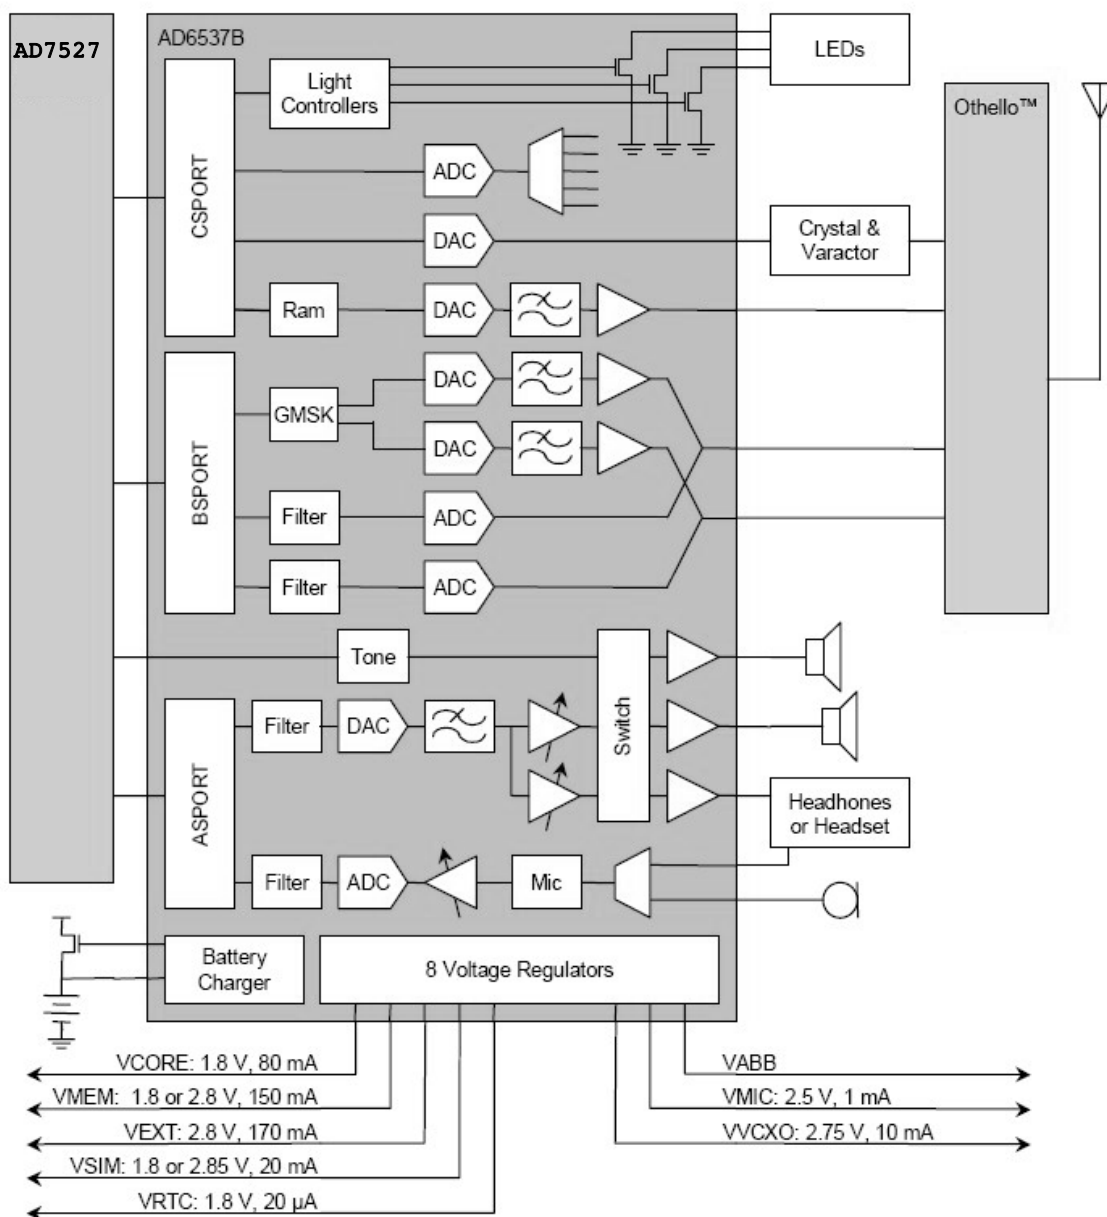 AD7527
AD6537B
LEDs
Light
Controllers
Othello™
CSPORT
ADC
DAC
Crystal &
Varactor
Ram
DAC
BSPORT
GMSK
DAC
DAC
Filter
ADC
Filter
ADC
Tone
Switch
ASPORT
Filter
DAC
Headhones
or Headset
Filter
ADC
Mic
Battery
Charger
8 Voltage Regulators
VCORE: 1.8 V, 80 mA
VABB
VMEM: 1.8 or 2.8 V, 150 mA
VMIC: 2.5 V, 1 mA
VEXT: 2.8 V, 170 mA
VVCXO: 2.75 V, 10 mA
VSIM: 1.8 or 2.85 V, 20 mA
VRTC: 1.8 V, 20 µA